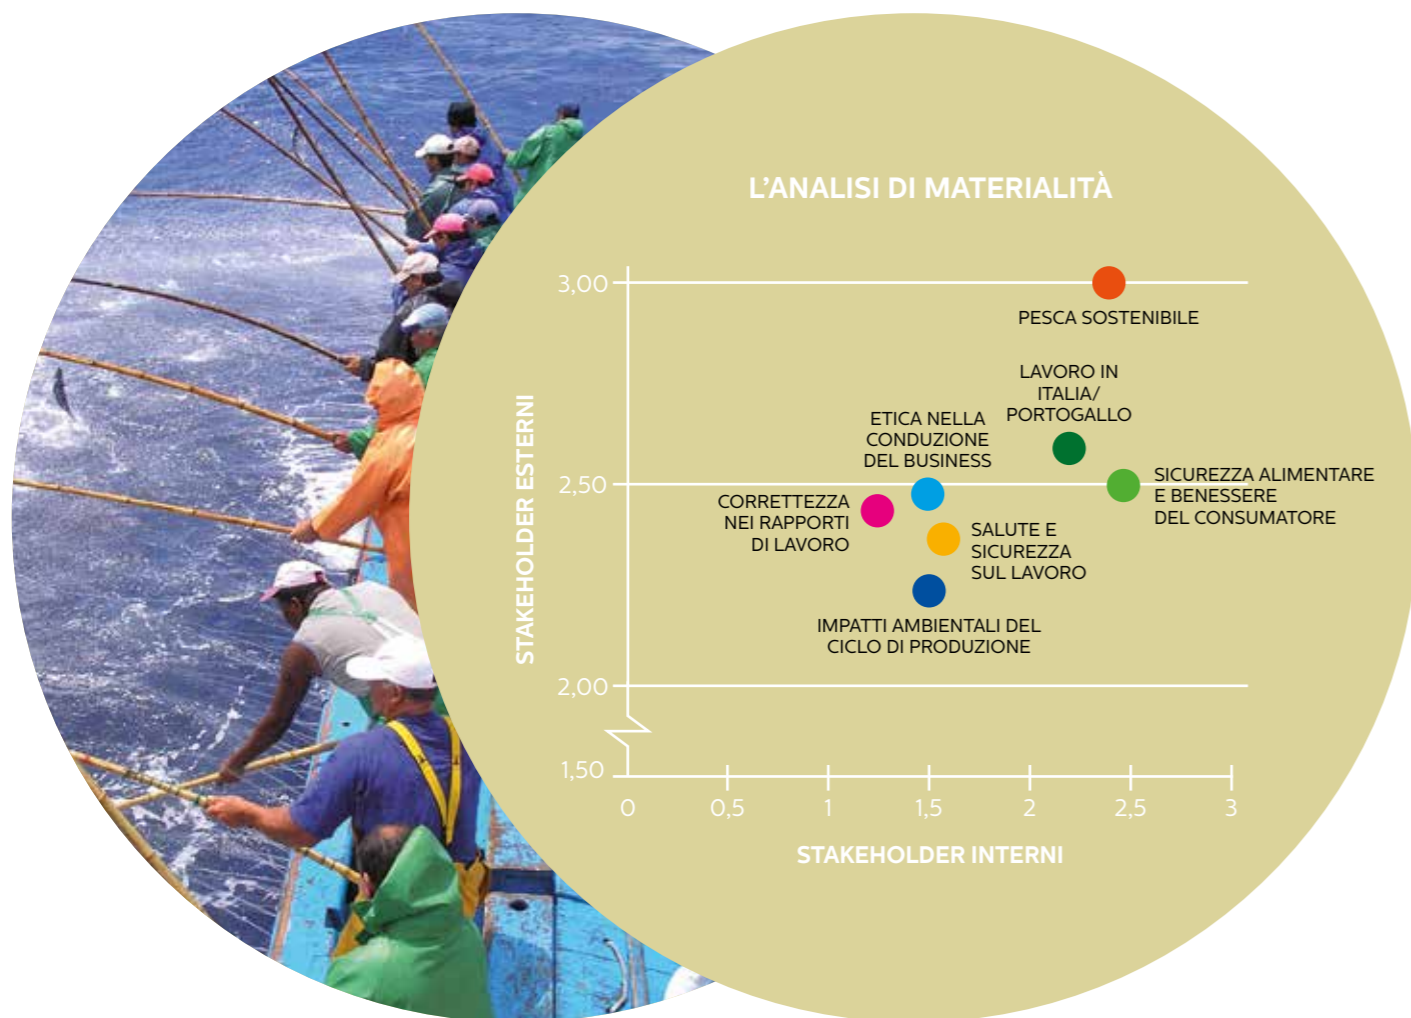 L'ANALISI DI MATERIALITÀ
3,00
PESCA SOSTENIBILE
LAVORO IN
ITALIA/
PORTOGALLO
ETICA NELLA
CONDUZIONE
DEL BUSINESS
STAKEHOLDER ESTERNI
2,50
SICUREZZA ALIMENTARE
E BENESSERE
DEL CONSUMATORE
CORRETTEZZA
NEI RAPPORTI
DI LAVORO
SALUTE E
SICUREZZA
SUL LAVORO
IMPATTI AMBIENTALI DEL
CICLO DI PRODUZIONE
2,00
1,50
0 0,5 1 1,5 2 2,5 3
STAKEHOLDER INTERNI